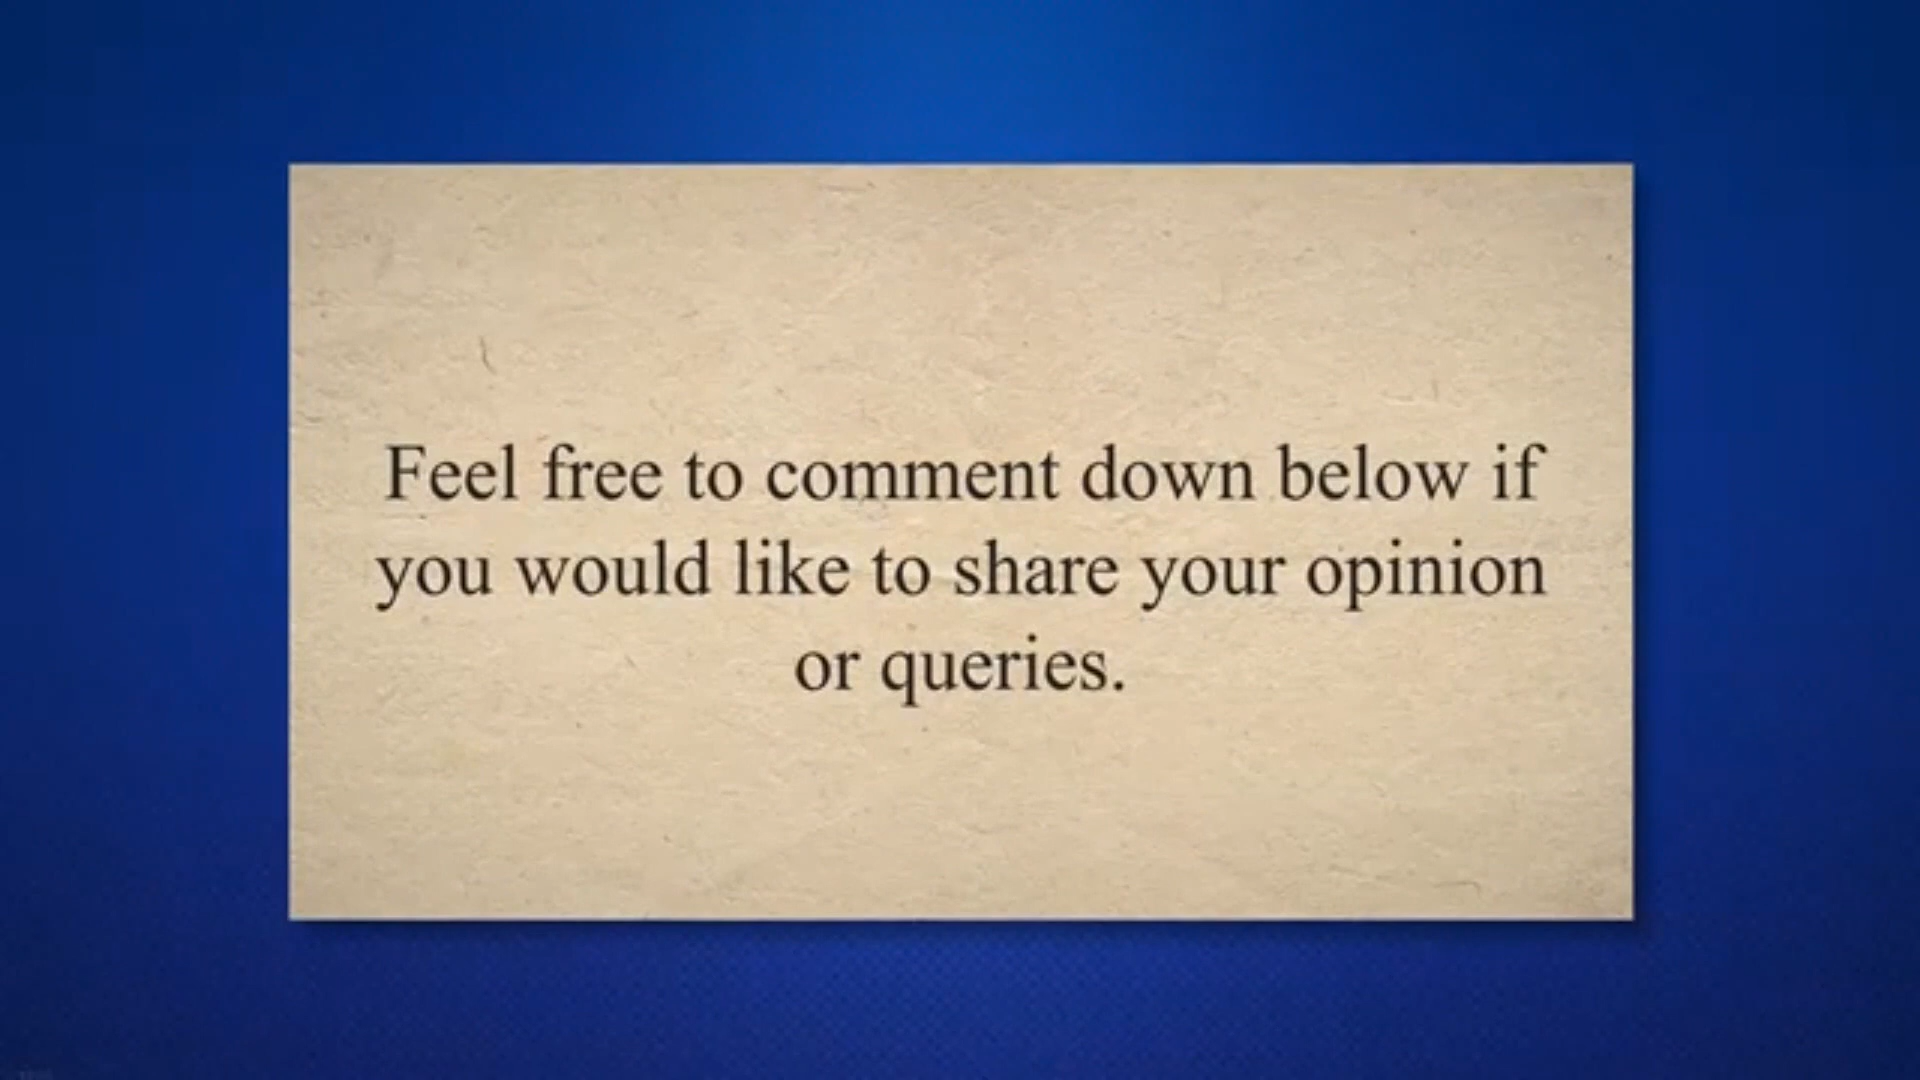 Feel free to comment down below if
you would like to share your opinion
or queries.